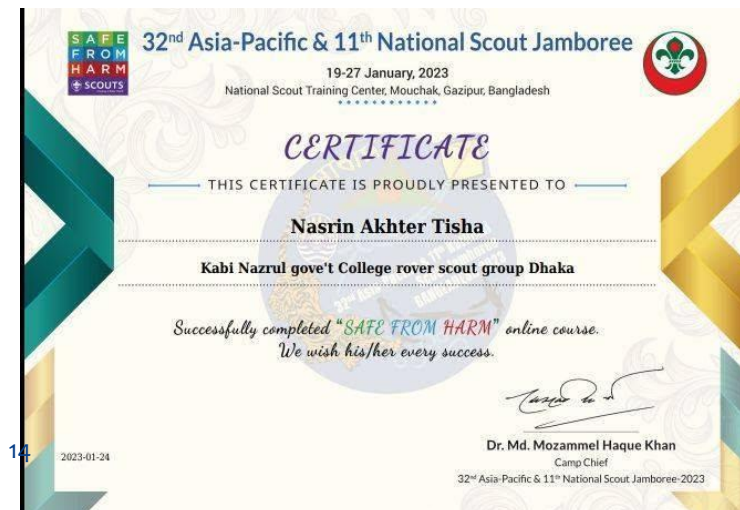 SAFE
FROM
HARM
SCOUTS
32nd Asia-Pacific & 11th National Scout Jamboree
19-27 January, 2023
National Scout Training Center, Mouchak, Gazipur, Bangladesh
CERTIFICATE
THIS CERTIFICATE IS PROUDLY PRESENTED TO
Nasrin Akhter Tisha
Kabi Nazrul gove't College rover scout group Dhaka
Successfully completed “SAFE FROM HARM” online course.
We wish his/her every success.
14
2023-01-24
Dr. Md. Mozammel Haque Khan
Camp Chief
32nd Asia-Pacific & 11th National Scout Jamboree-2023